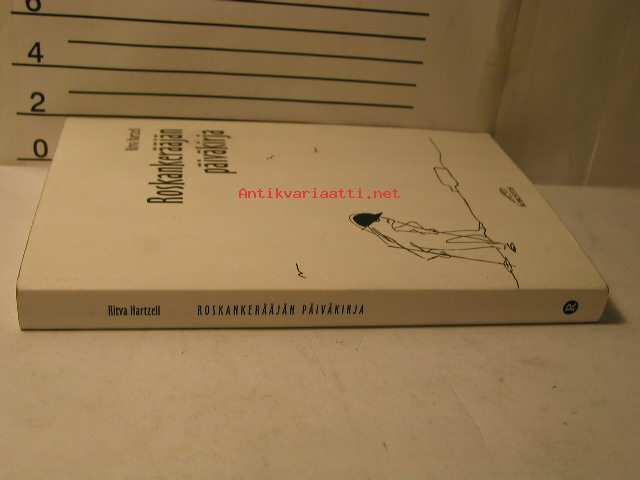 6
4
2
0
Ritva Hartzell
Roskankerääjän
päiväkirja
Antikvariaatti.net
Ritva Hartzell
ROSKANKERÄÄJÄN PÄIVÄKIRJA